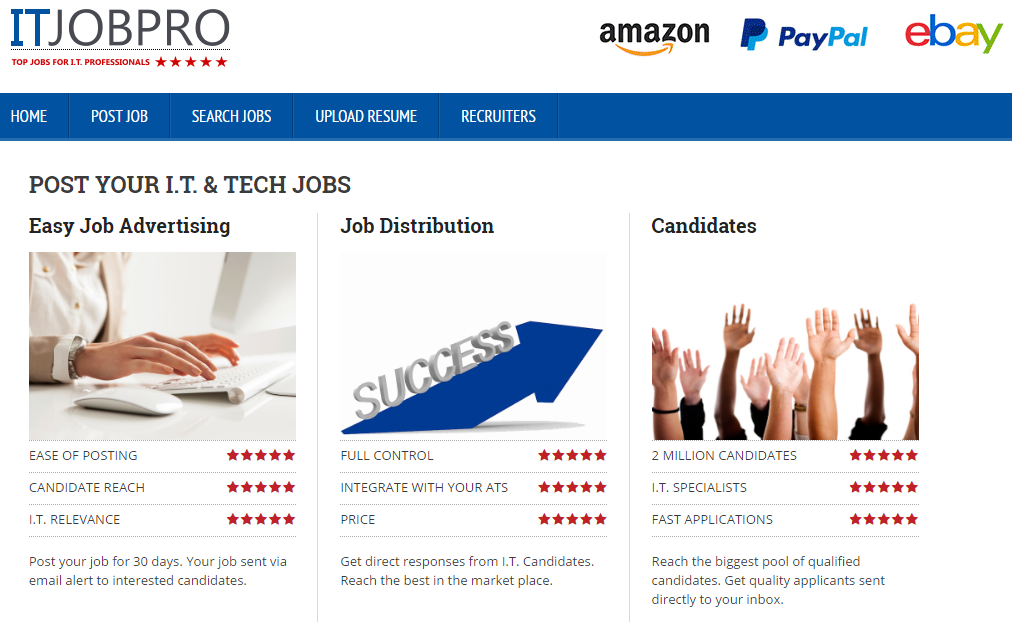 ITJOBPRO
TOP JOBS FOR I.T. PROFESSIONALS
amazon
PayPal
ebay
HOME
POST JOB
SEARCH JOBS
UPLOAD RESUME
RECRUITERS
POST YOUR I.T. & TECH JOBS
Easy Job Advertising
EASE OF POSTING
CANDIDATE REACH
I.T. RELEVANCE
Post your job for 30 days. Your job sent via
email alert to interested candidates.
Job Distribution
SUCCESS
FULL CONTROL
INTEGRATE WITH YOUR ATS
PRICE
Get direct responses from I.T. Candidates.
Reach the best in the market place.
Candidates
2 MILLION CANDIDATES
I.T. SPECIALISTS
FAST APPLICATIONS
Reach the biggest pool of qualified
candidates. Get quality applicants sent
directly to your inbox.